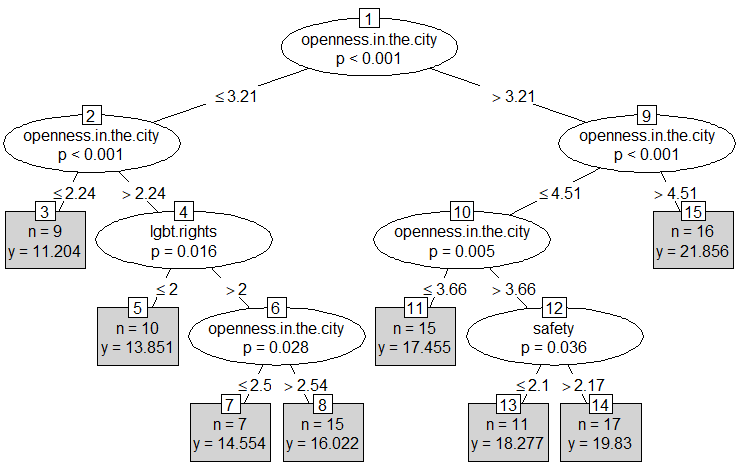 1
openness.in.the.city
p < 0.001
≤ 3.21
> 3.21
2
openness.in.the.city
p < 0.001
9
openness.in.the.city
p < 0.001
≤ 2.24
> 2.24
≤ 4.51
> 4.51
3
n = 9
y = 11.204
4
lgbt.rights
p = 0.016
10
openness.in.the.city
p = 0.005
15
n = 16
y = 21.856
≤ 2
> 2
≤ 3.66
> 3.66
5
n = 10
y = 13.851
6
openness.in.the.city
p = 0.028
11
n = 15
y = 17.455
12
safety
p = 0.036
≤ 2.5
> 2.54
≤ 2.1
> 2.17
7
n = 7
y = 14.554
8
n = 15
y = 16.022
13
n = 11
y = 18.277
14
n = 17
y = 19.83